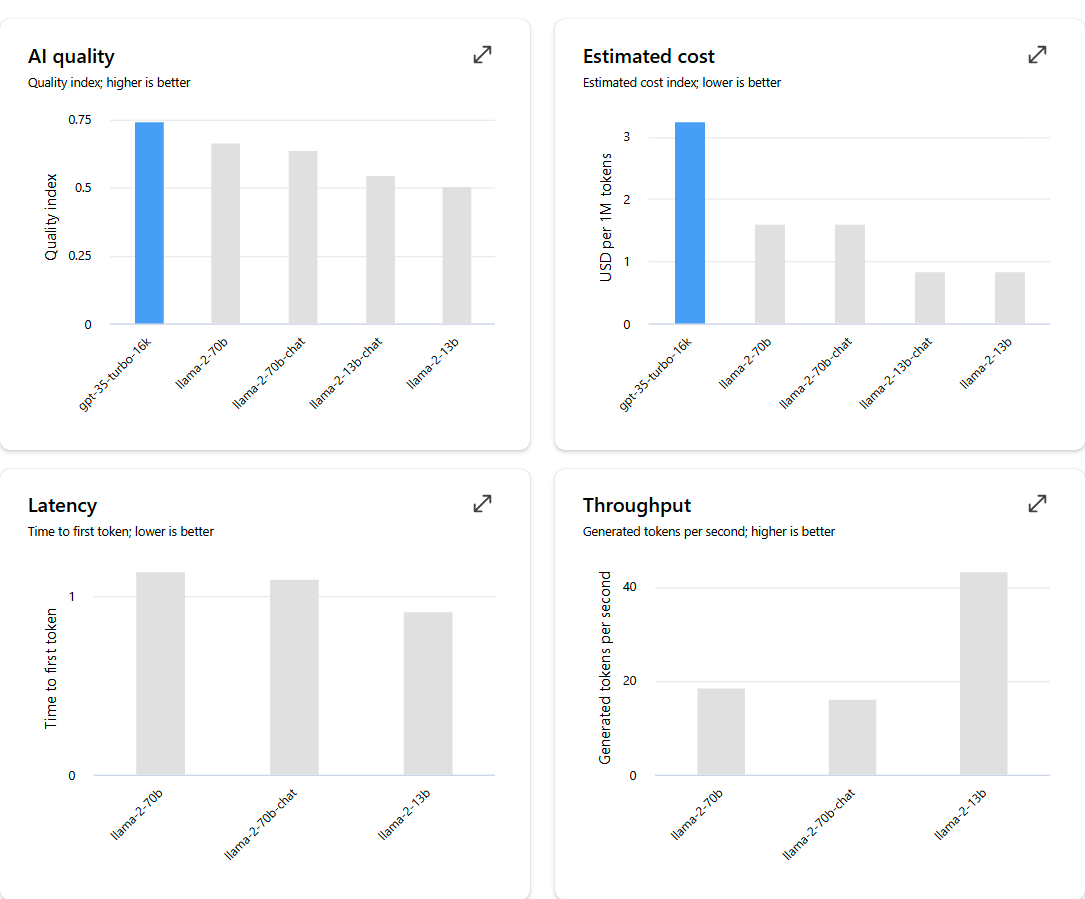 AI quality
Quality index; higher is better
Quality index
0.75
0.5
0.25
0
gpt-35-turbo-16k
llama-2-70b
llama-2-70b-chat
llama-2-13b-chat
llama-2-13b
Estimated cost
Estimated cost index; lower is better
USD per 1M tokens
3
2
1
0
gpt-35-turbo-16k
llama-2-70b
llama-2-70b-chat
llama-2-13b-chat
llama-2-13b
Latency
Time to first token; lower is better
Time to first token
1
0
llama-2-70b
llama-2-70b-chat
llama-2-13b
Throughput
Generated tokens per second; higher is better
Generated tokens per second
40
20
0
llama-2-70b
llama-2-70b-chat
llama-2-13b